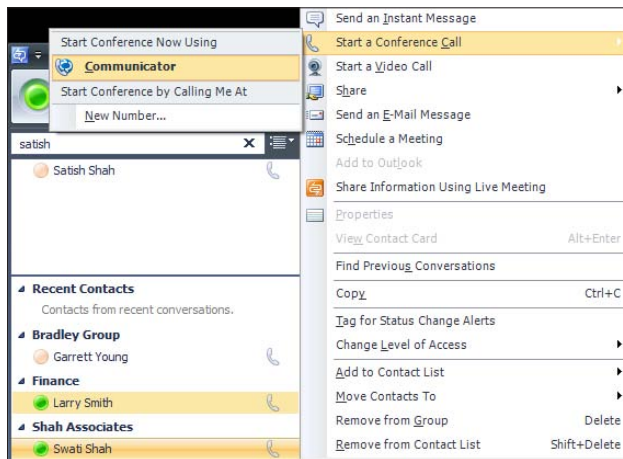 Start Conference Now Using
Communicator
Start Conference by Calling Me At
New Number...
satish
Satish Shah
Recent Contacts
Contacts from recent conversations.
Bradley Group
Garrett Young
Finance
Larry Smith
Shah Associates
Swati Shah
Send an Instant Message
Start a Conference Call
Start a Video Call
Share
Send an E-Mail Message
Schedule a Meeting
Add to Outlook
Share Information Using Live Meeting
Properties
View Contact Card Alt+Enter
Find Previous Conversations
Copy Ctrl+C
Tag for Status Change Alerts
Change Level of Access
Add to Contact List
Move Contacts To
Remove from Group Delete
Remove from Contact List Shift+Delete